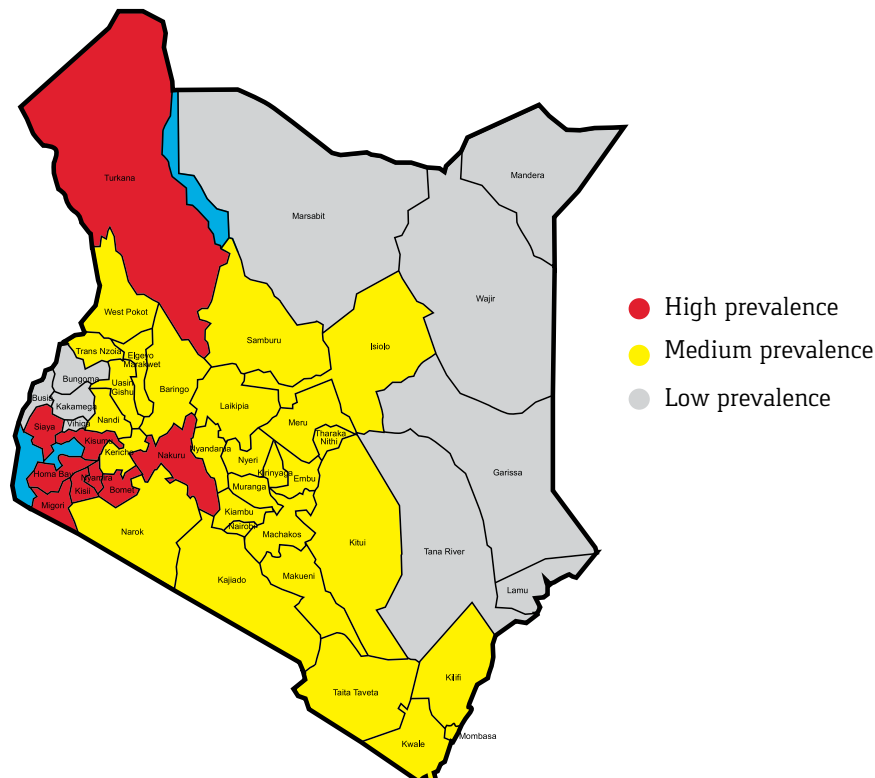 Turkana
Mandera
Marsabit
Wajir
West Pokot
Samburu
Isiolo
Trans Nzoia
Elgeyo
Marakwet
Bungoma
Uasin
Gishu
Baringo
Busia
Kakamega
Laikipia
Nandi
Meru
Siaya
Vihiga
Tharaka
Nithi
Kisumu
Kericho
Nakuru
Nyandarua
Nyeri
Garissa
Homa Bay
Nyamira
Kirinyaga
Embu
Kisii
Bomet
Muranga
Migori
Kiambu
Nairobi
Narok
Machakos
Kitui
Tana River
Kajiado
Makueni
Lamu
Kilifi
Taita Taveta
Mombasa
Kwale
High prevalence
Medium prevalence
Low prevalence